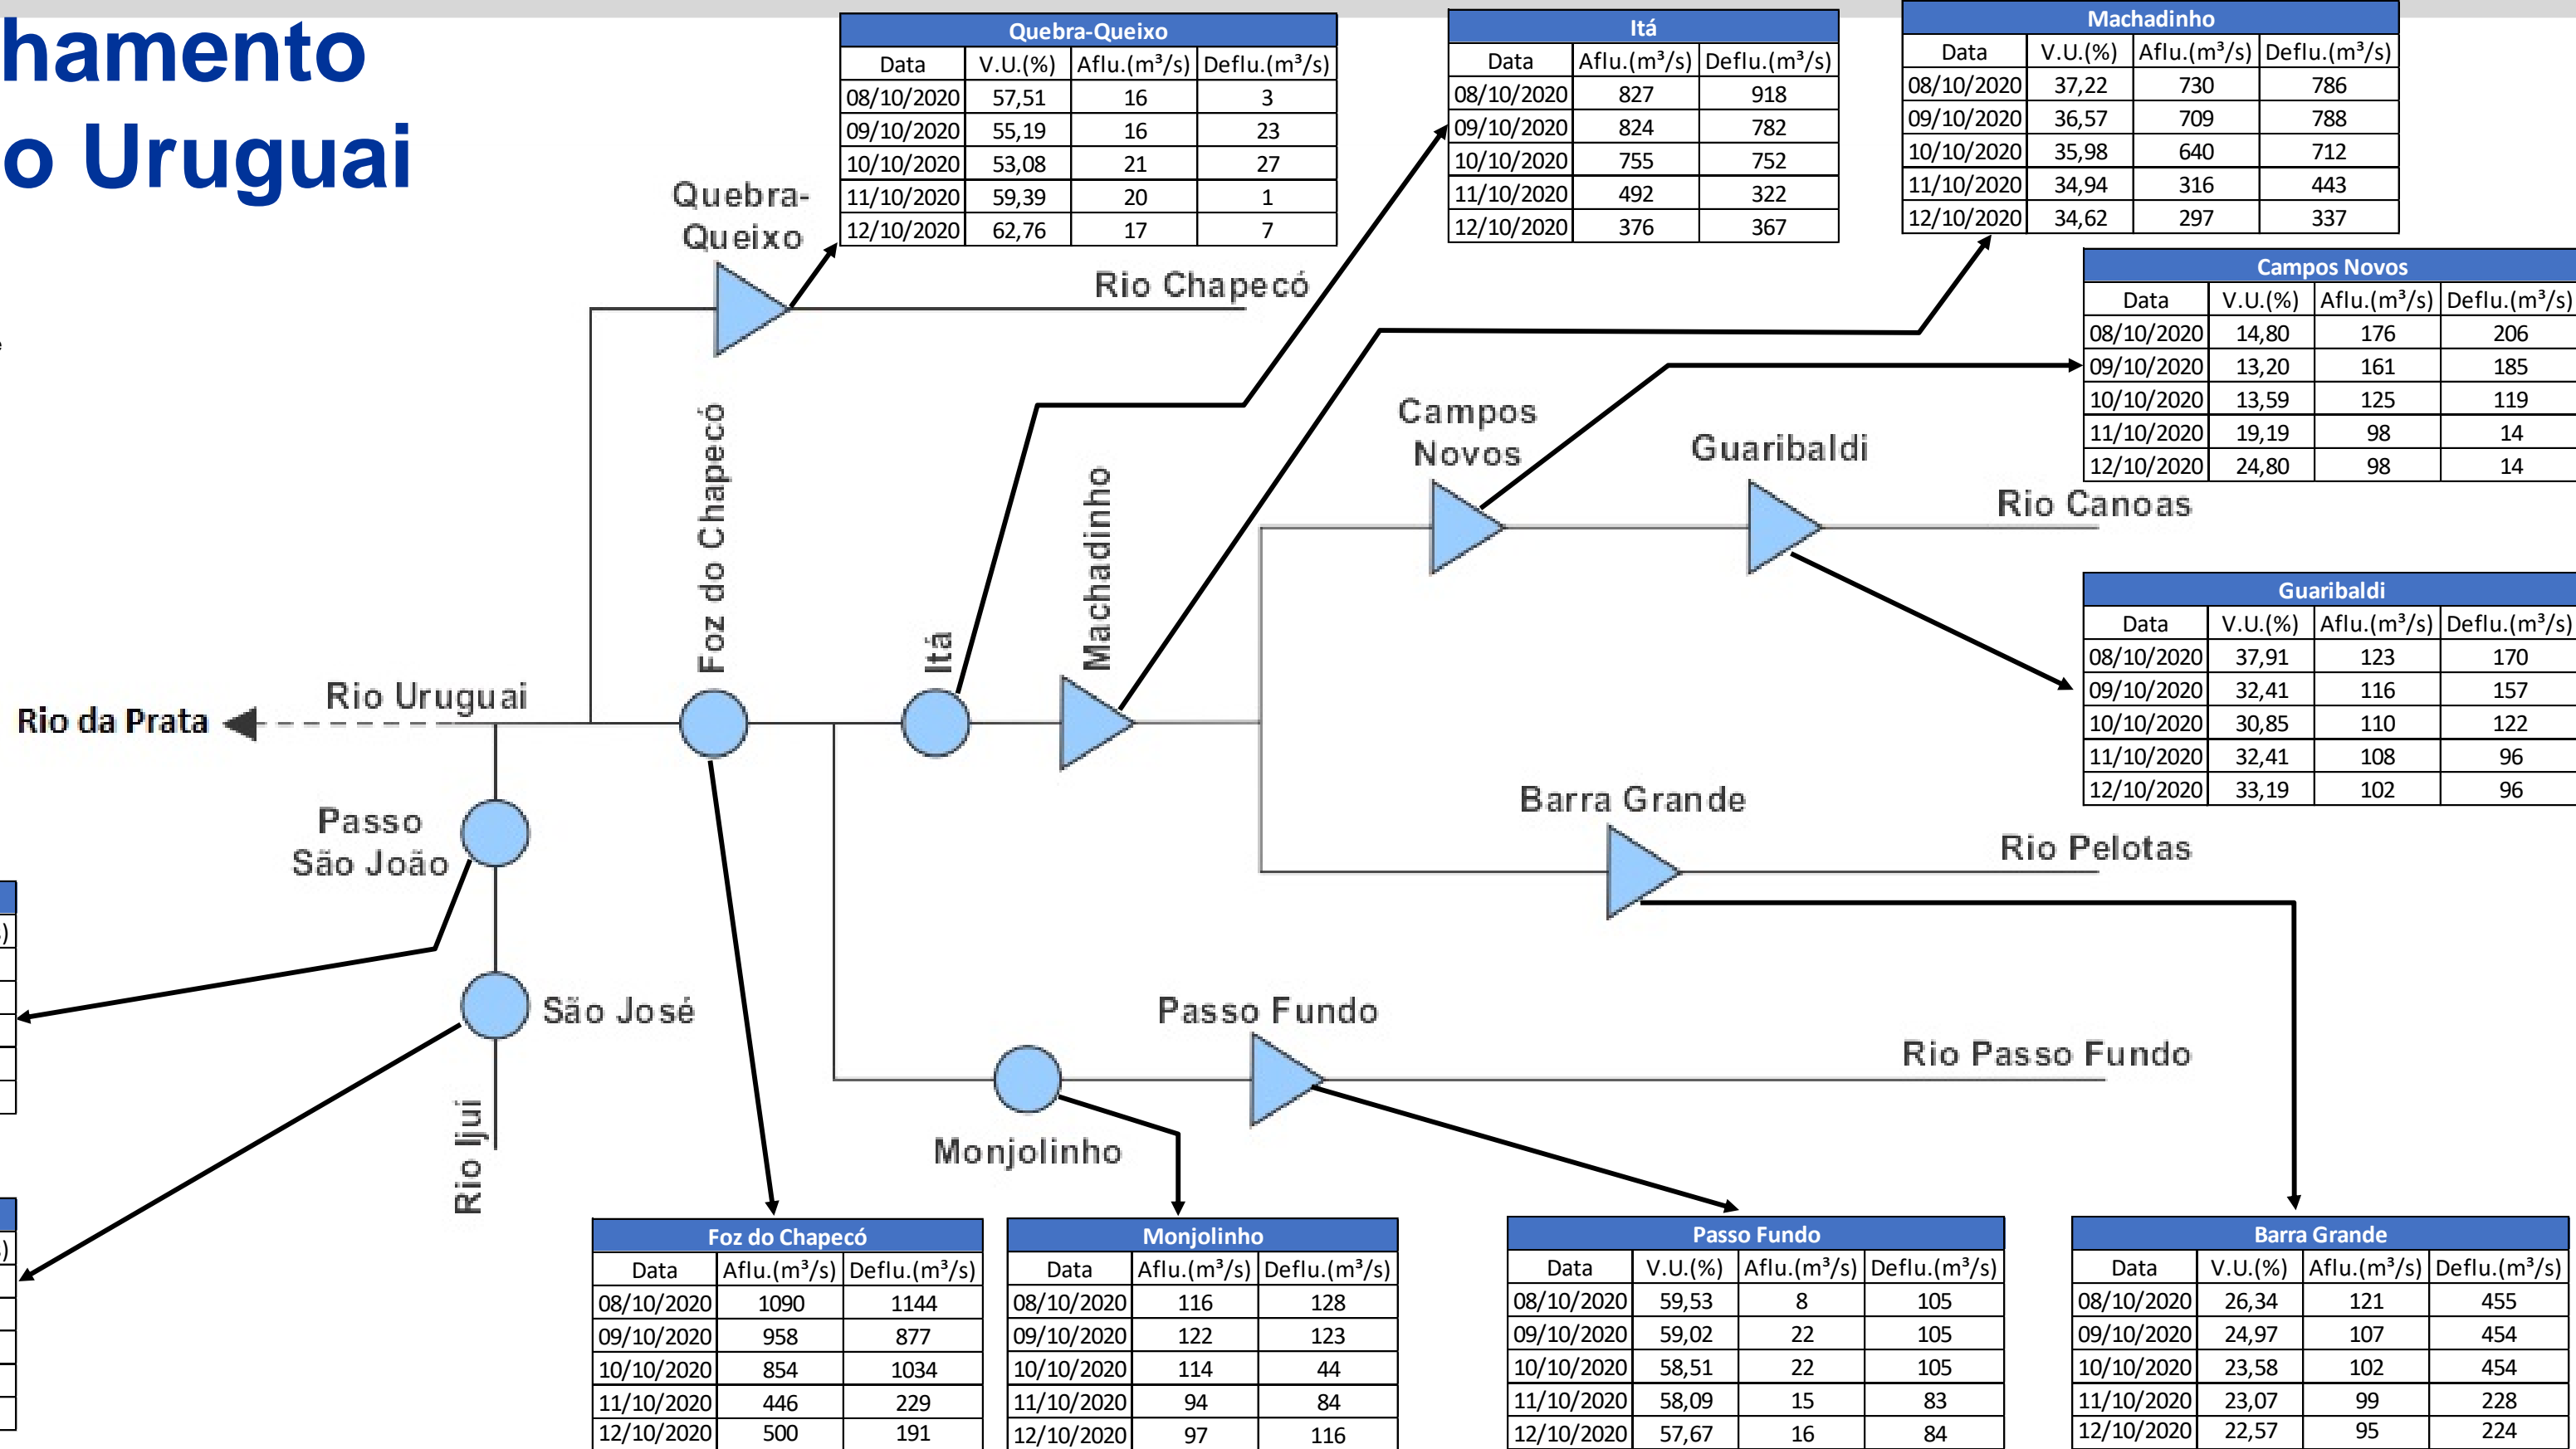 hamento
o Uruguai
e
Quebra-Queixo
Data V.U.(%) Aflu.(m³/s) Deflu.(m³/s)
08/10/2020 57,51 16 3
09/10/2020 55,19 16 23
10/10/2020 53,08 21 27
11/10/2020 59,39 20 1
12/10/2020 62,76 17 7
Itá
Data Aflu.(m³/s) Deflu.(m³/s)
08/10/2020 827 918
09/10/2020 824 782
10/10/2020 755 752
11/10/2020 492 322
12/10/2020 376 367
Machadinho
Data V.U.(%) Aflu.(m³/s) Deflu.(m³/s)
08/10/2020 37,22 730 786
09/10/2020 36,57 709 788
10/10/2020 35,98 640 712
11/10/2020 34,94 316 443
12/10/2020 34,62 297 337
Campos Novos
Data V.U.(%) Aflu.(m³/s) Deflu.(m³/s)
08/10/2020 14,80 176 206
09/10/2020 13,20 161 185
10/10/2020 13,59 125 119
11/10/2020 19,19 98 14
12/10/2020 24,80 98 14
Guaribaldi
Data V.U.(%) Aflu.(m³/s) Deflu.(m³/s)
08/10/2020 37,91 123 170
09/10/2020 32,41 116 157
10/10/2020 30,85 110 122
11/10/2020 32,41 108 96
12/10/2020 33,19 102 96
Quebra-
Queixo
Rio Chapecó
Foz do Chapecó
Itá
Machadinho
Campos
Novos
Guaribaldi
Rio Canoas
Rio da Prata
Rio Uruguai
Barra Grande
Rio Pelotas
Passo
São João
São José
Rio Ijui
Passo Fundo
Rio Passo Fundo
Monjolinho
)
)
Foz do Chapecó
Data Aflu.(m³/s) Deflu.(m³/s)
08/10/2020 1090 1144
09/10/2020 958 877
10/10/2020 854 1034
11/10/2020 446 229
12/10/2020 500 191
Monjolinho
Data Aflu.(m³/s) Deflu.(m³/s)
08/10/2020 116 128
09/10/2020 122 123
10/10/2020 114 44
11/10/2020 94 84
12/10/2020 97 116
Passo Fundo
Data V.U.(%) Aflu.(m³/s) Deflu.(m³/s)
08/10/2020 59,53 8 105
09/10/2020 59,02 22 105
10/10/2020 58,51 22 105
11/10/2020 58,09 15 83
12/10/2020 57,67 16 84
Barra Grande
Data V.U.(%) Aflu.(m³/s) Deflu.(m³/s)
08/10/2020 26,34 121 455
09/10/2020 24,97 107 454
10/10/2020 23,58 102 454
11/10/2020 23,07 99 228
12/10/2020 22,57 95 224